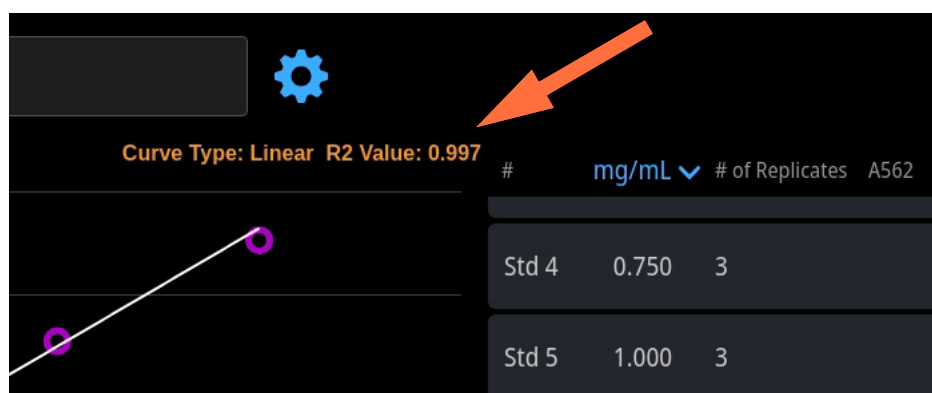 Curve Type: Linear  R2 Value: 0.997
# mg/mL # of Replicates A562
Std 4 0.750 3
Std 5 1.000 3